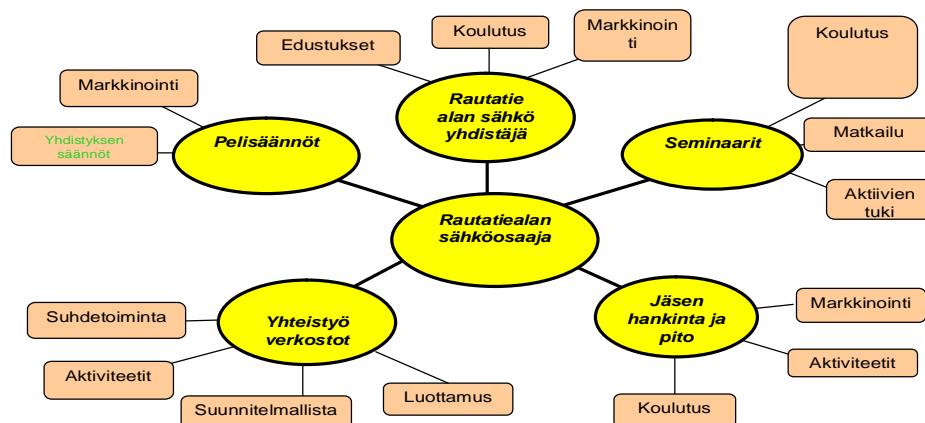 Edustukset
Koulutus
Markkinoin
ti
Koulutus
Markkinointi
Rautatie
alan sähkö
yhdistäjä
Yhdistyksen
säännöt
Pelisäännöt
Seminaarit
Matkailu
Aktiivien
tuki
Rautatiealan
sähköosaaja
Suhdetoiminta
Yhteistyö
verkostot
Jäsen
hankinta ja
pito
Markkinointi
Aktiviteetit
Aktiviteetit
Suunnitelmallista
Luottamus
Koulutus